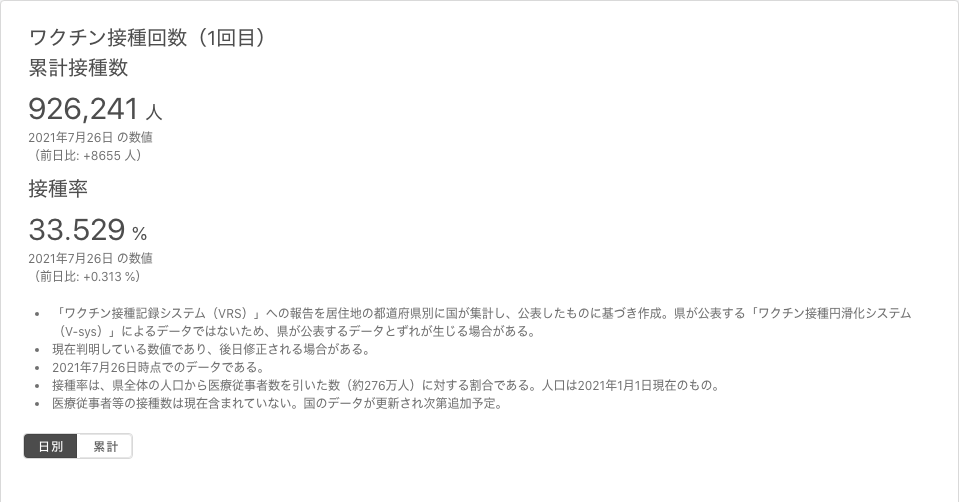 ワクチン接種回数（1回目）
累計接種数
926,241 人
2021年7月26日 の数値
（前日比: +8655 人）
接種率
33.529 %
2021年7月26日 の数値
（前日比: +0.313 %）
• 「ワクチン接種記録システム（VRS）」への報告を居住地の都道府県別に国が集計し、公表したものに基づき作成。県が公表する「ワクチン接種円滑化システム
（V-sys）」によるデータではないため、県が公表するデータとずれが生じる場合がある。
• 現在判明している数値であり、後日修正される場合がある。
• 2021年7月26日時点でのデータである。
• 接種率は、県全体の人口から医療従事者数を引いた数（約276万人）に対する割合である。人口は2021年1月1日現在のもの。
• 医療従事者等の接種数は現在含まれていない。国のデータが更新され次第追加予定。
日別 累計